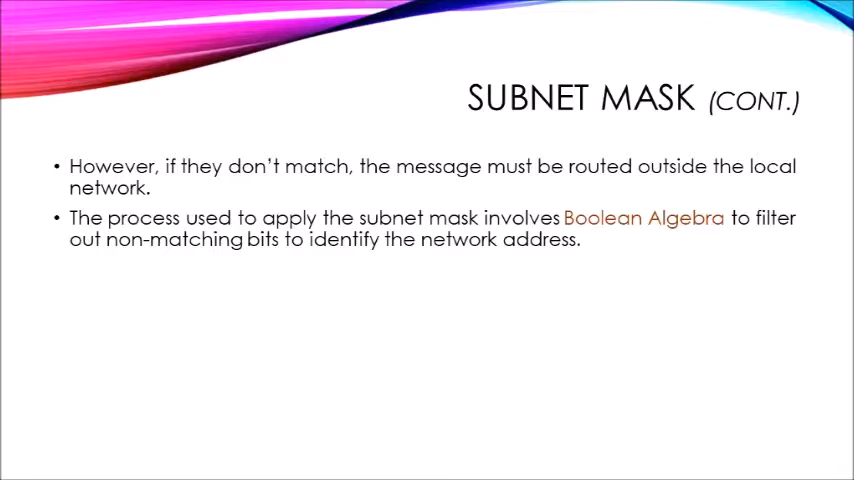 SUBNET MASK (CONT.)
• However, if they don't match, the message must be routed outside the local
network.
• The process used to apply the subnet mask involves Boolean Algebra to filter
out non-matching bits to identify the network address.